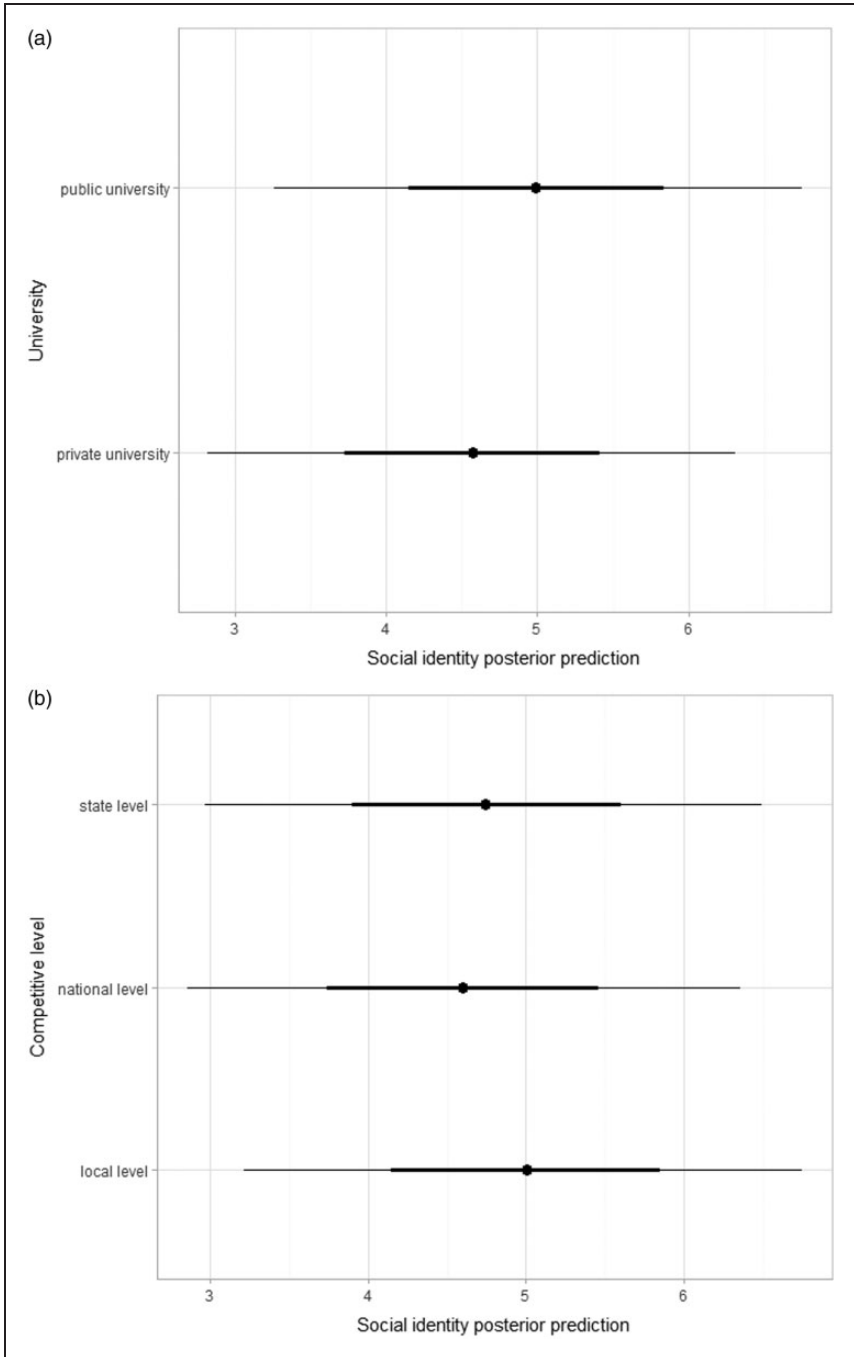 (a)
public university
University
private university
3 4 5 6
Social identity posterior prediction
(b)
state level
Competitive level
national level
local level
3 4 5 6
Social identity posterior prediction